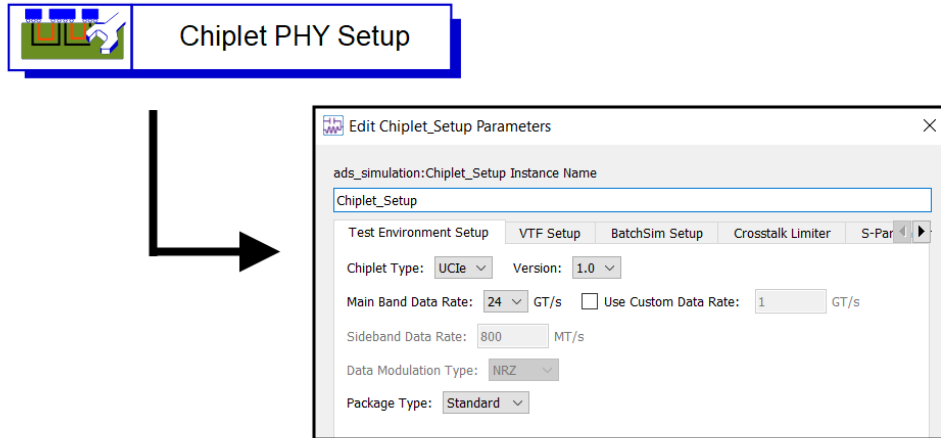 Chiplet PHY Setup
Edit Chiplet_Setup Parameters
ads_simulation:Chiplet_Setup Instance Name
Chiplet_Setup
Test Environment Setup VTF Setup BatchSim Setup Crosstalk Limiter S-Par
Chiplet Type: UCIe Version: 1.0
Main Band Data Rate: 24 GT/s Use Custom Data Rate: 1 GT/s
Sideband Data Rate: 800 MT/s
Data Modulation Type: NRZ
Package Type: Standard